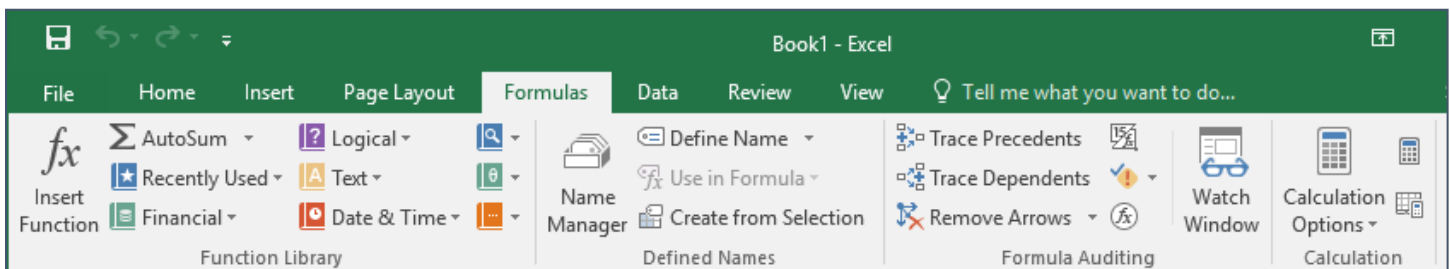 Book1 - Excel
File Home Insert Page Layout Formulas Data Review View Tell me what you want to do...
fx Insert Function
AutoSum
Recently Used
Financial
Logical
Text
Date & Time
Function Library
Name Manager
Define Name
Use in Formula
Create from Selection
Defined Names
Trace Precedents
Trace Dependents
Remove Arrows
Watch Window
Formula Auditing
Calculation Options
Calculation